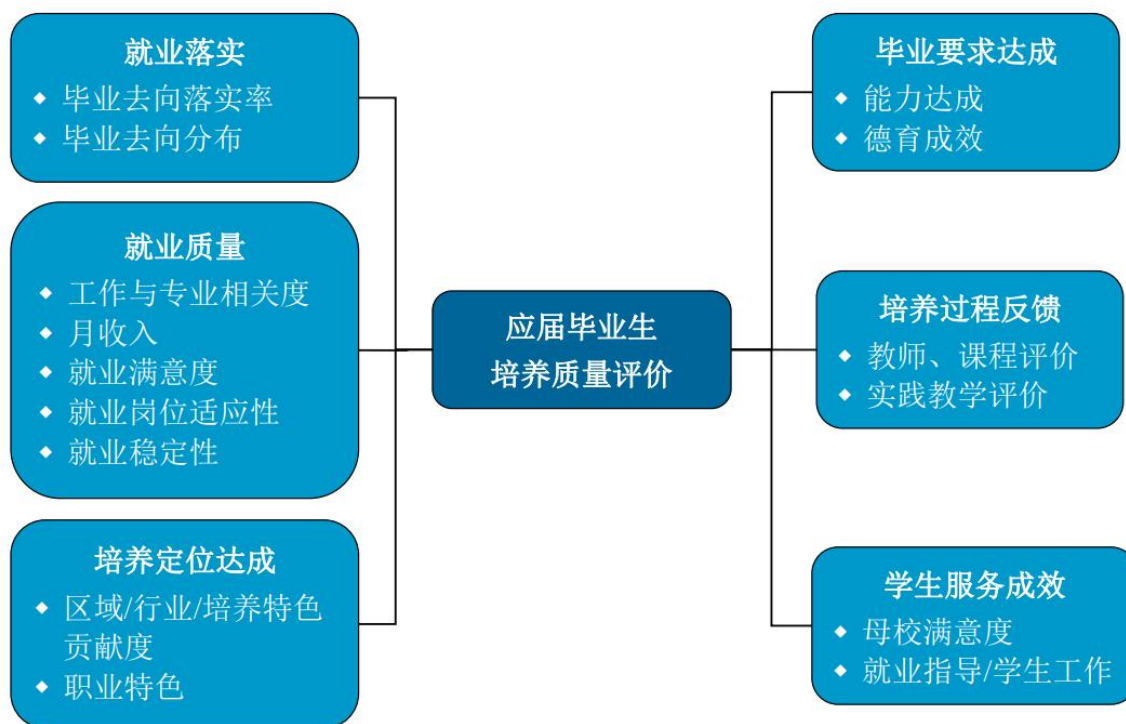 就业落实
◆ 毕业去向落实率
◆ 毕业去向分布
就业质量
◆ 工作与专业相关度
◆ 月收入
◆ 就业满意度
◆ 就业岗位适应性
◆ 就业稳定性
培养定位达成
◆ 区域/行业/培养特色
贡献度
◆ 职业特色
应届毕业生
培养质量评价
毕业要求达成
◆ 能力达成
◆ 德育成效
培养过程反馈
◆ 教师、课程评价
◆ 实践教学评价
学生服务成效
◆ 母校满意度
◆ 就业指导/学生工作